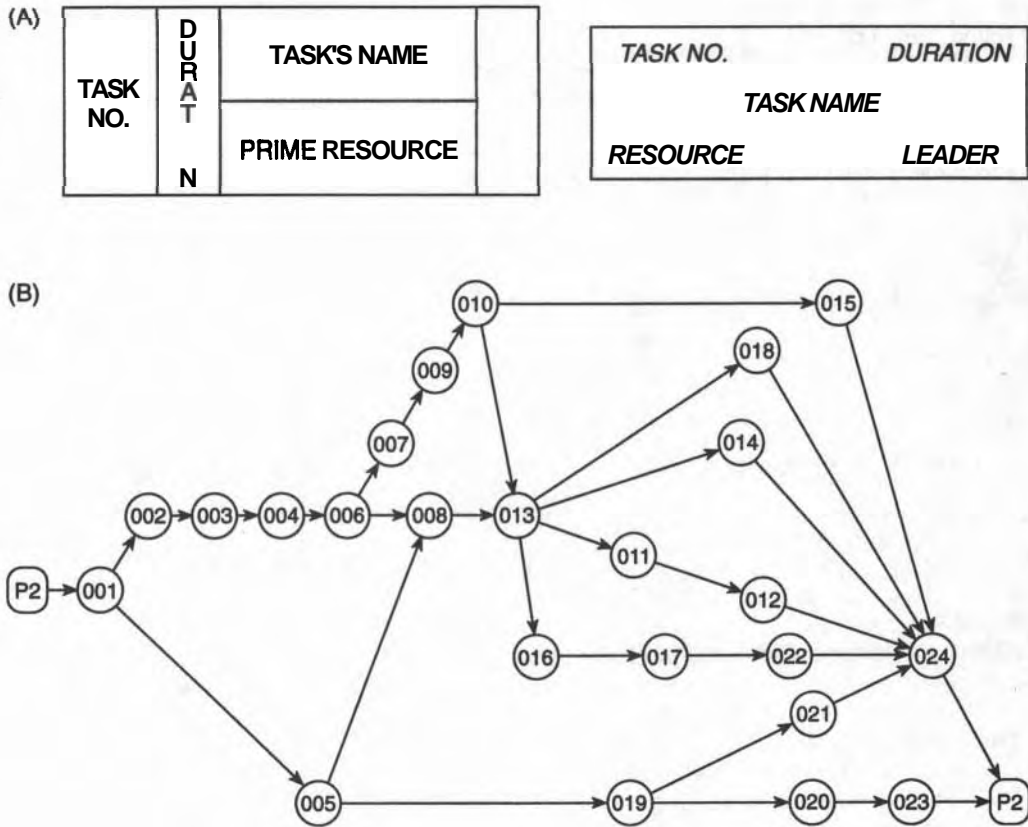 (A)
TASK NO.
DURAT N
TASK'S NAME
PRIME RESOURCE
TASK NO. DURATION
TASK NAME
RESOURCE LEADER
(B)
010 015
018
009
007 014
002 003 004 006 008 013
011
P2 001 012
016 017 022 024
021
005 019 020 023 P2